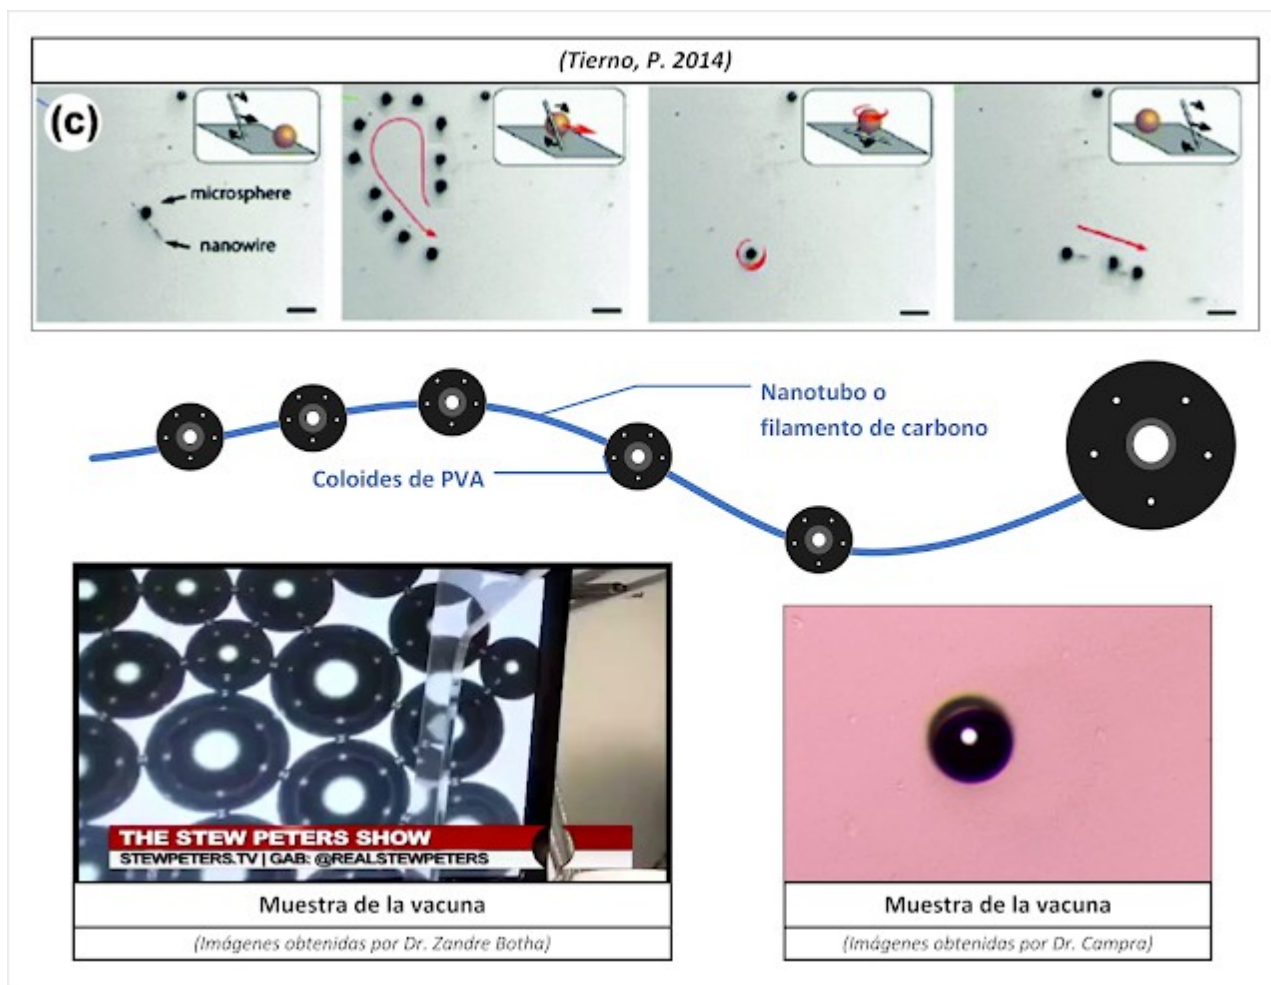 (Tierno, P. 2014)
(c)
microsphere
nanowire
Nanotubo o
filamento de carbono
Coloides de PVA
THE STEW PETERS SHOW
STEWPETERS.TV | GAB: @REALSTEWPETERS
Muestra de la vacuna
(Imágenes obtenidas por Dr. Zandre Botha)
Muestra de la vacuna
(Imágenes obtenidas por Dr. Campra)